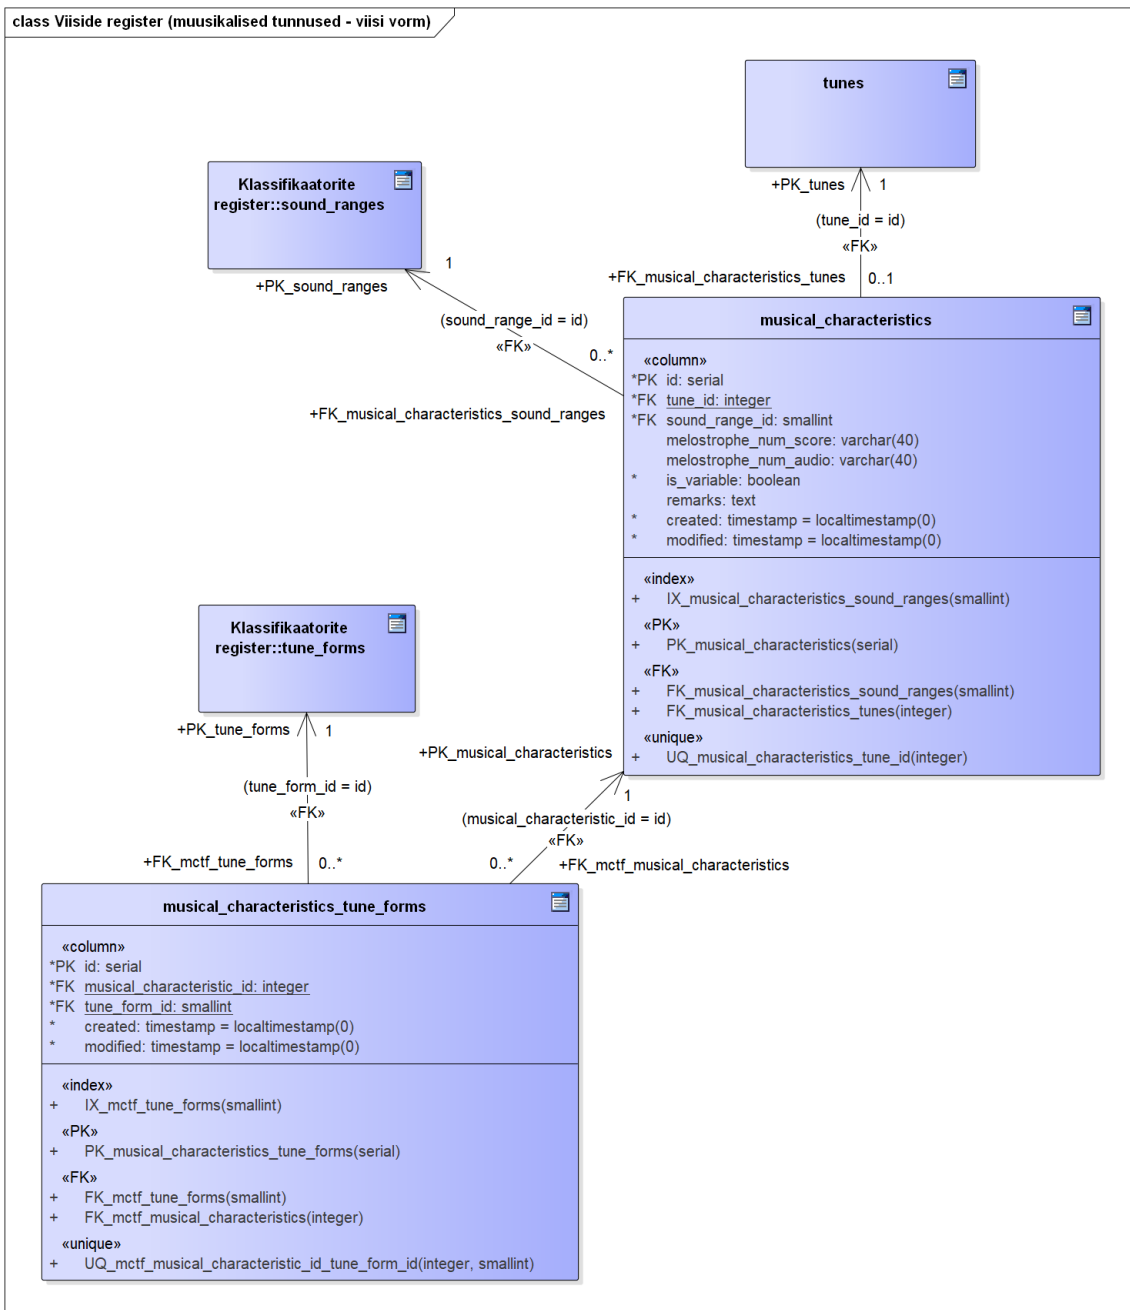 class Viiside register (muusikalised tunnused - viisi vorm)
tunes
+PK_tunes 1
(tune_id = id)
«FK»
+FK_musical_characteristics_tunes 0..1
Klassifikaatorite
register::sound_ranges
1
+PK_sound_ranges
(sound_range_id = id)
«FK»
0..*
+FK_musical_characteristics_sound_ranges
musical_characteristics
«column»
*PK id: serial
*FK tune_id: integer
*FK sound_range_id: smallint
melostrophe_num_score: varchar(40)
melostrophe_num_audio: varchar(40)
* is_variable: boolean
remarks: text
* created: timestamp = localtimestamp(0)
* modified: timestamp = localtimestamp(0)
«index»
+ IX_musical_characteristics_sound_ranges(smallint)
«PK»
+ PK_musical_characteristics(serial)
«FK»
+ FK_musical_characteristics_sound_ranges(smallint)
+ FK_musical_characteristics_tunes(integer)
«unique»
+ UQ_musical_characteristics_tune_id(integer)
Klassifikaatorite
register::tune_forms
+PK_tune_forms 1
(tune_form_id = id)
«FK»
+FK_mctf_tune_forms 0..*
+PK_musical_characteristics
1
(musical_characteristic_id = id)
«FK»
0..* +FK_mctf_musical_characteristics
musical_characteristics_tune_forms
«column»
*PK id: serial
*FK musical_characteristic_id: integer
*FK tune_form_id: smallint
* created: timestamp = localtimestamp(0)
* modified: timestamp = localtimestamp(0)
«index»
+ IX_mctf_tune_forms(smallint)
«PK»
+ PK_musical_characteristics_tune_forms(serial)
«FK»
+ FK_mctf_tune_forms(smallint)
+ FK_mctf_musical_characteristics(integer)
«unique»
+ UQ_mctf_musical_characteristic_id_tune_form_id(integer, smallint)